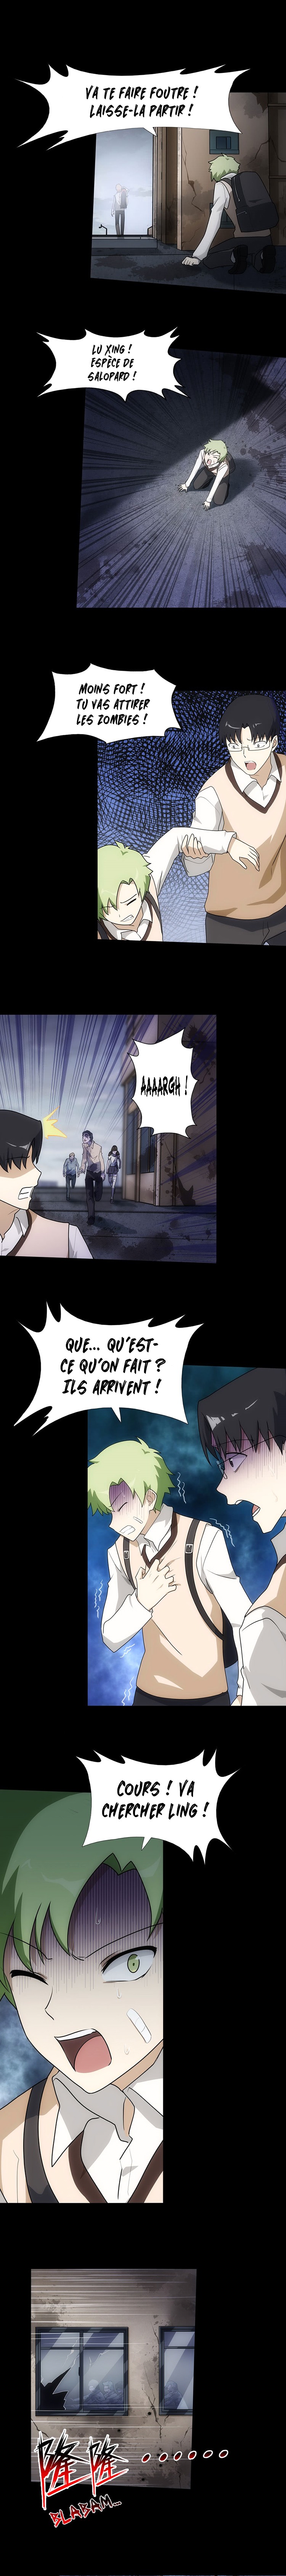 VA TE FAIRE FOUTRE !
LAISSE-LA PARTIR !
LU XING !
ESPÈCE DE
SALOPARD !
MOINS FORT !
TU VAS ATTIRER
LES ZOMBIES !
AAAARGH !
QUE... QU'EST-
CE QU'ON FAIT ?
ILS ARRIVENT !
COURS ! VA
CHERCHER LING !
隆隆......
BLABAM...